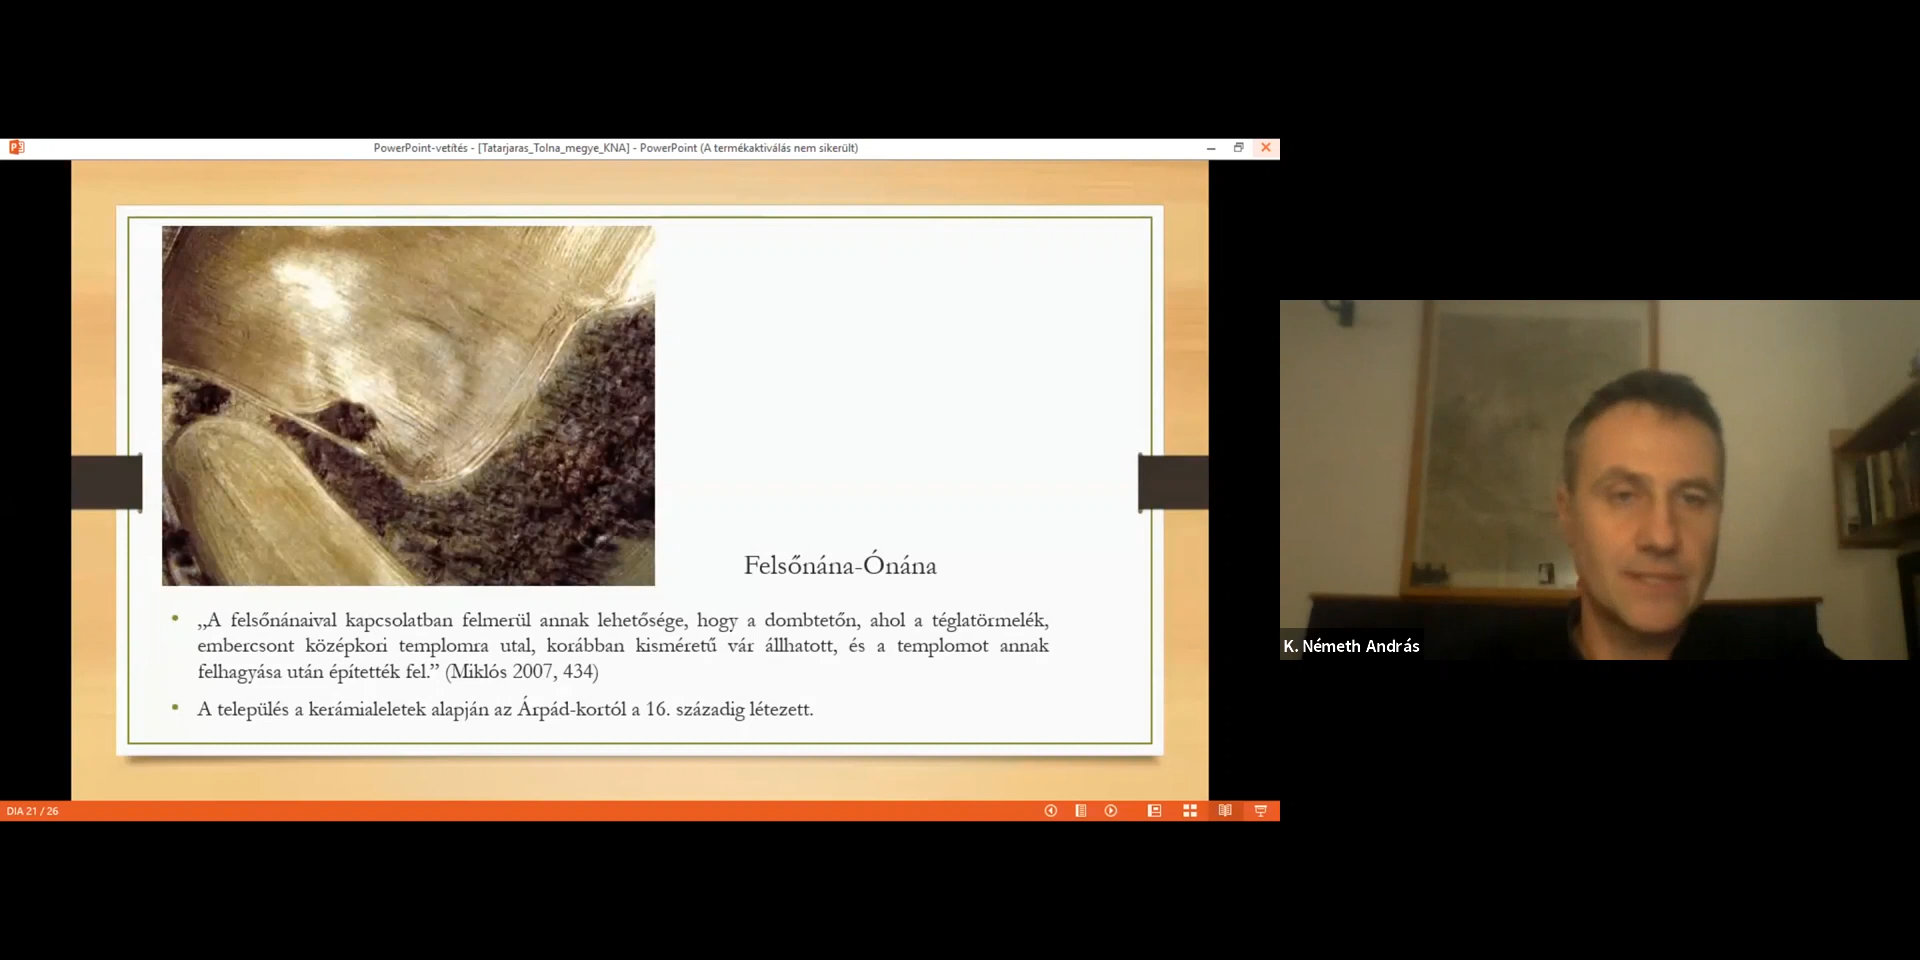 PowerPoint-vetítés - [Tatarjaras_Tolna_megye_KNA] - PowerPoint (A termékaktiválás nem sikerült)
Felsőnána-Ónána
• „A felsőnánaival kapcsolatban felmerül annak lehetősége, hogy a dombtetőn, ahol a téglatörmelék,
embercsont középkori templomra utal, korábban kisméretű vár állhatott, és a templomot annak
felhagyása után építették fel.” (Miklós 2007, 434)
• A település a kerámialeletek alapján az Árpád-kortól a 16. századig létezett.
K. Németh András
DIA 21 / 26